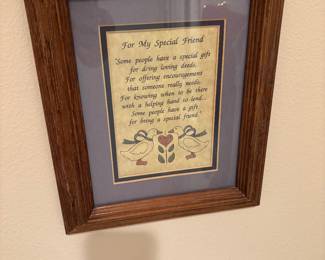 For My Special Friend
"Some people have a special gift
for doing loving deeds,
For offering encouragement
that someone really needs.
For knowing when to be there
with a helping hand to lend...
Some people have a gift
for being a special friend."